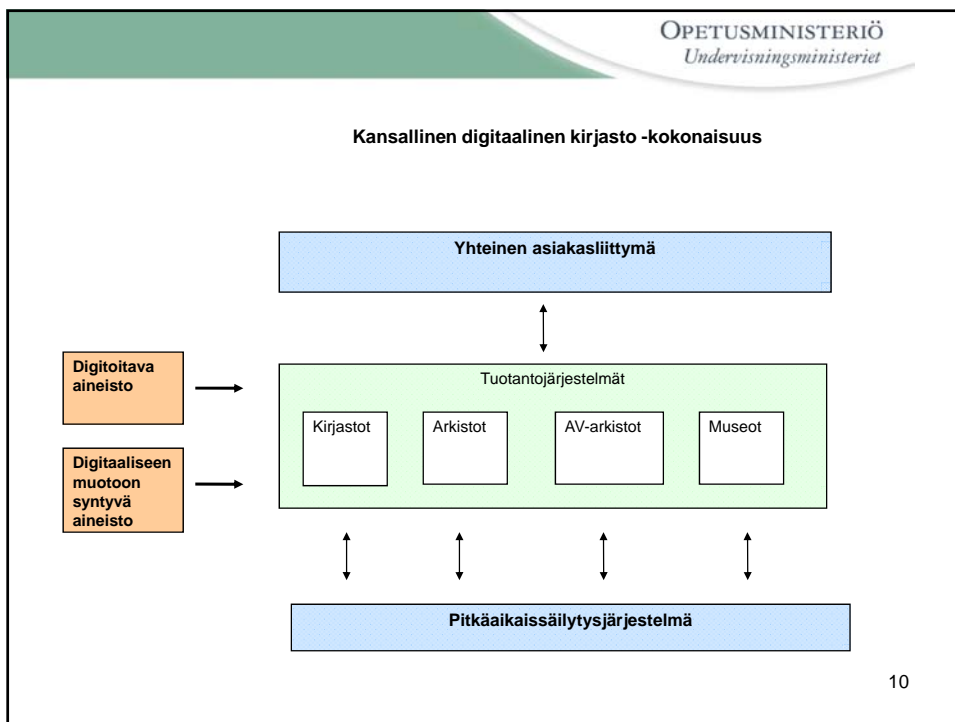 OPETUSMINISTERIÖ
Undervisningsministeriet
Kansallinen digitaalinen kirjasto -kokonaisuus
Yhteinen asiakasliittymä
Digitoitava
aineisto
Tuotantojärjestelmät
Kirjastot
Arkistot
AV-arkistot
Museot
Digitaaliseen
muotoon
syntyvä
aineisto
Pitkäaikaissäilytysjärjestelmä
10